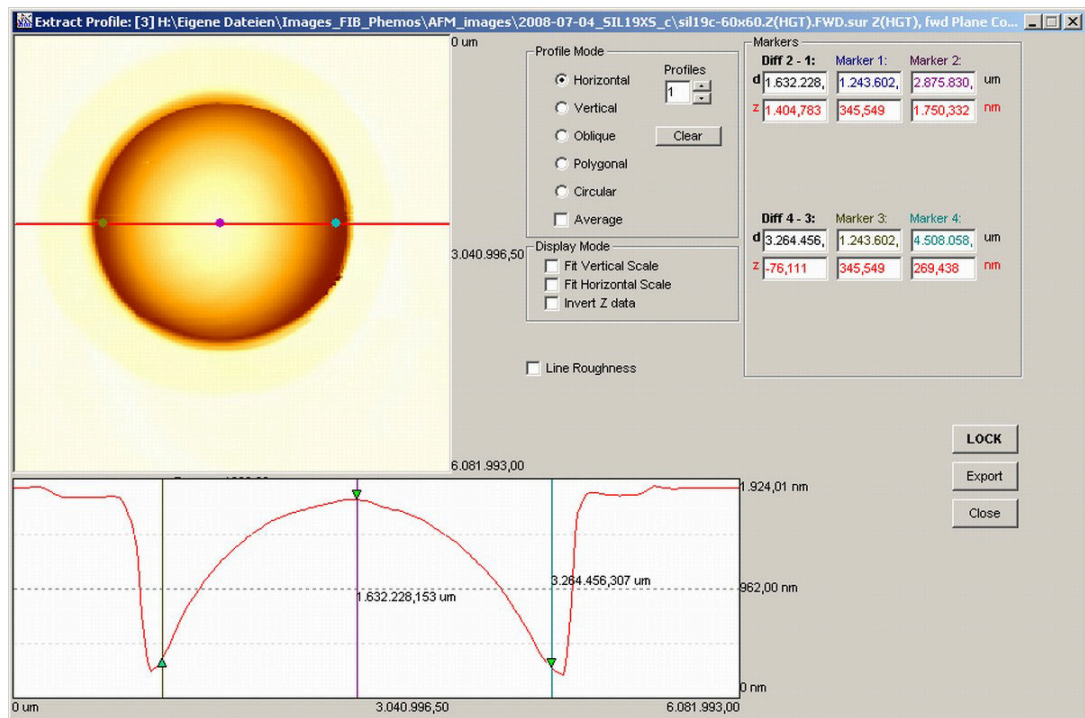 Extract Profile: [3] H:\Eigene Dateien\Images_FIB_Phemos\AFM_images\2008-07-04_SIL19XS_c\sil19c-60x60.Z(HGT).FWD.sur Z(HGT), fwd Plane Co...
0 um
3.040.996,50
6.081.993,00
Profile Mode
Horizontal
Vertical
Oblique
Polygonal
Circular
Average
Profiles
1
Clear
Display Mode
Fit Vertical Scale
Fit Horizontal Scale
Invert Z data
Line Roughness
Markers
Diff 2 - 1: Marker 1: Marker 2:
d 1.632.228, 1.243.602, 2.875.830, um
z 1.404,783 345,549 1.750,332 nm
Diff 4 - 3: Marker 3: Marker 4:
d 3.264.456, 1.243.602, 4.508.058, um
z -76,111 345,549 269,438 nm
LOCK
Export
Close
1.924,01 nm
3.264.456,307 um
962,00 nm
1.632.228,153 um
0 nm
0 um 3.040.996,50 6.081.993,00